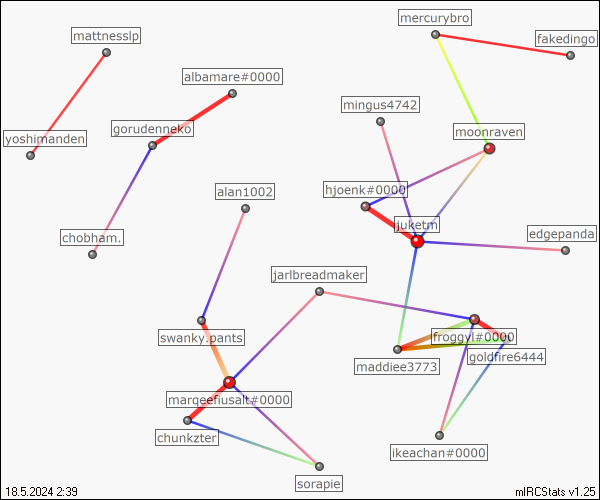 mercurybro
mattnesslp
fakedingo
albamare#0000
mingus4742
gorudenneko
moonraven
yoshimanden
hjoenk#0000
alan1002
juketm
edgepanda
chobham.
jarlbreadmaker
swanky.pants
froggyl#0000
goldfire6444
maddiee3773
marqeefiusalt#0000
chunkzter
ikeachan#0000
sorapie
18.5.2024 2:39
mIRCStats v1.25